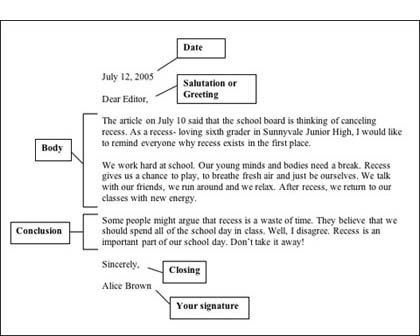 Date
July 12, 2005
Salutation or
Greeting
Dear Editor,
The article on July 10 said that the school board is thinking of canceling
recess. As a recess- loving sixth grader in Sunnyvale Junior High, I would like
to remind everyone why recess exists in the first place.
Body
We work hard at school. Our young minds and bodies need a break. Recess
gives us a chance to play, to breathe fresh air and just be ourselves. We talk
with our friends, we run around and we relax. After recess, we return to our
classes with new energy.
Conclusion
Some people might argue that recess is a waste of time. They believe that we
should spend all of the school day in class. Well, I disagree. Recess is an
important part of our school day. Don't take it away!
Sincerely,
Closing
Alice Brown
Your signature